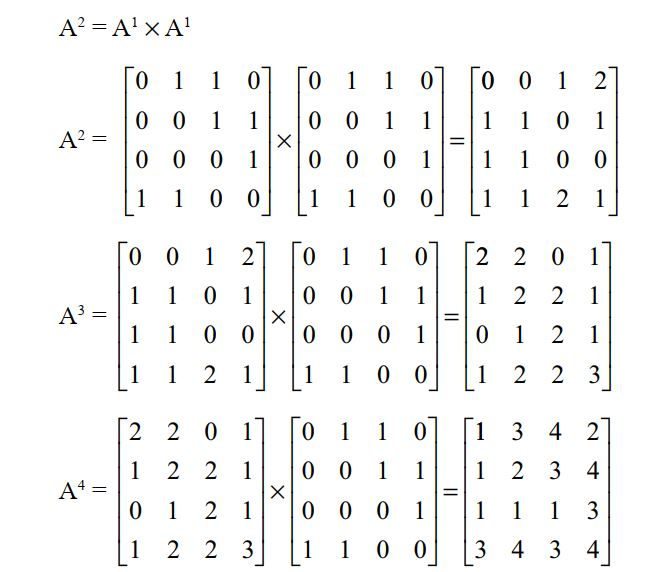 A² = A¹ × A¹
0 1 1 0 0 1 1 0 0 0 1 2
0 0 1 1 0 0 1 1 1 1 0 1
A² = × =
0 0 0 1 0 0 0 1 1 1 0 0
1 1 0 0 1 1 0 0 1 1 2 1
0 0 1 2 0 1 1 0 2 2 0 1
1 1 0 1 0 0 1 1 1 2 2 1
A³ = × =
1 1 0 0 0 0 0 1 0 1 2 1
1 1 2 1 1 1 0 0 1 2 2 3
2 2 0 1 0 1 1 0 1 3 4 2
1 2 2 1 0 0 1 1 1 2 3 4
A⁴ = × =
0 1 2 1 0 0 0 1 1 1 1 3
1 2 2 3 1 1 0 0 3 4 3 4